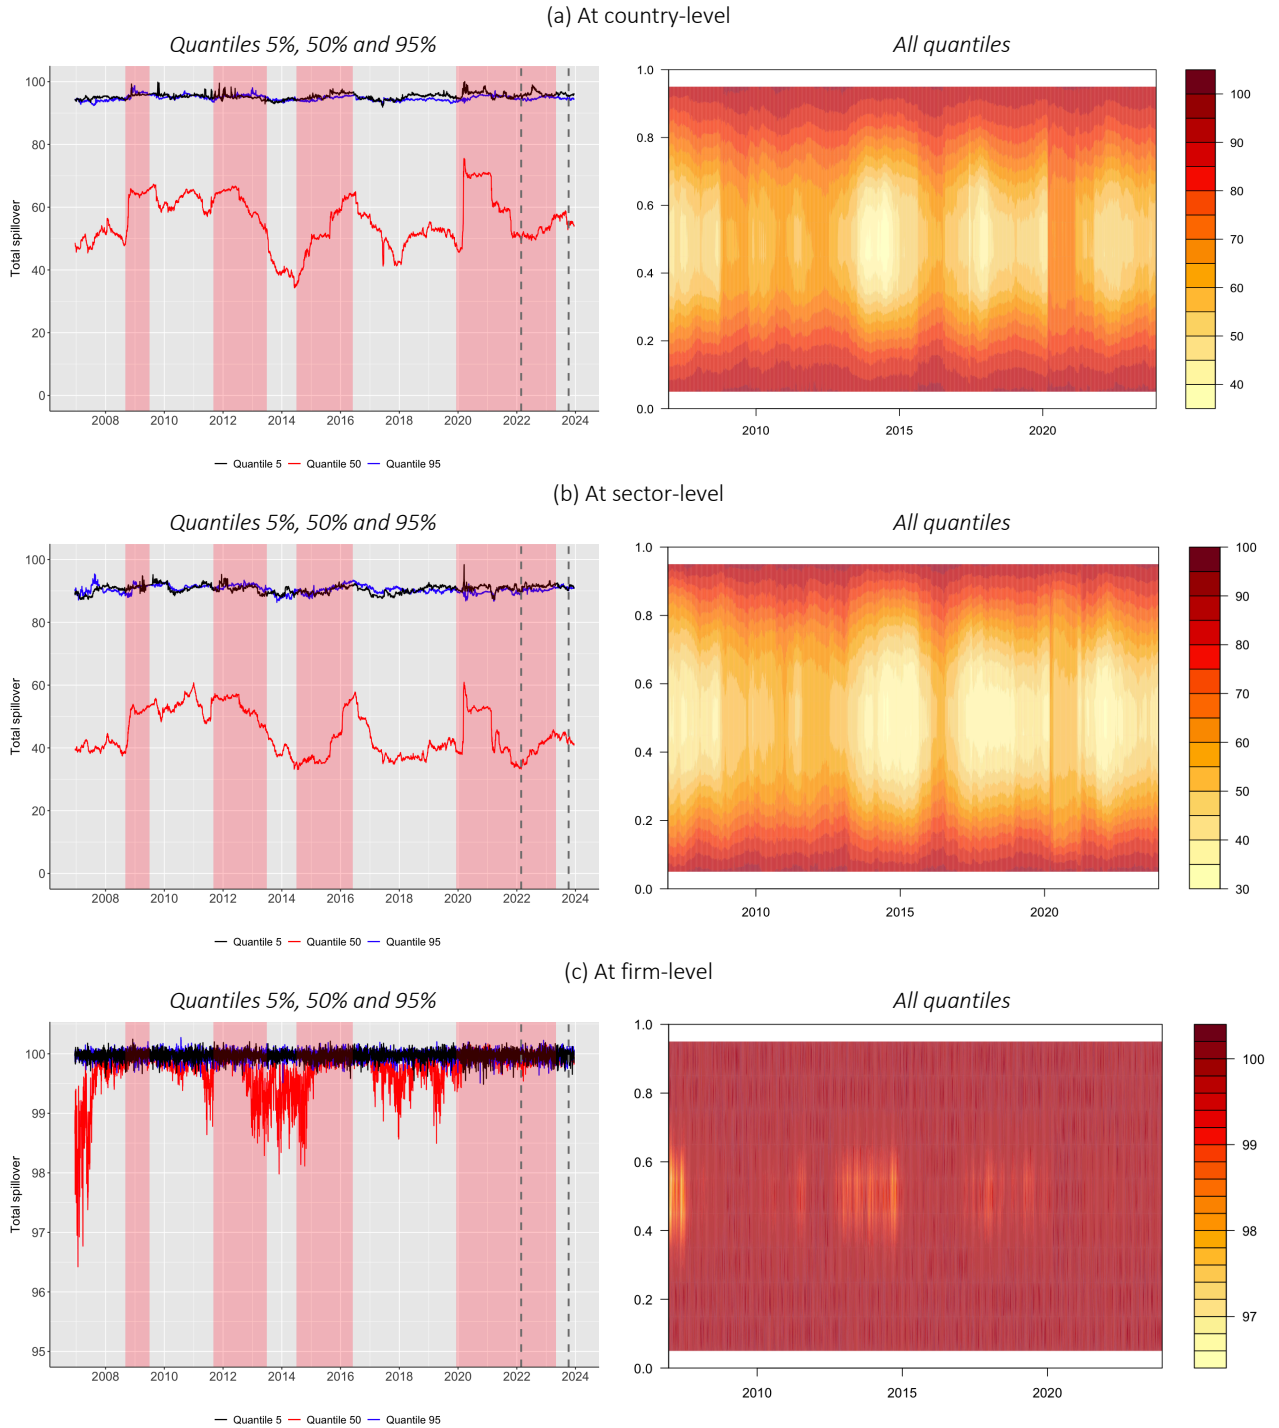 (a) At country-level
Quantiles 5%, 50% and 95%
All quantiles
Total spillover
100
80
60
40
20
0
2008 2010 2012 2014 2016 2018 2020 2022 2024
Quantile 5 Quantile 50 Quantile 95
1.0
0.8
0.6
0.4
0.2
0.0
2010 2015 2020
100
90
80
70
60
50
40
(b) At sector-level
Quantiles 5%, 50% and 95%
All quantiles
Total spillover
100
80
60
40
20
0
2008 2010 2012 2014 2016 2018 2020 2022 2024
Quantile 5 Quantile 50 Quantile 95
1.0
0.8
0.6
0.4
0.2
0.0
2010 2015 2020
100
90
80
70
60
50
40
30
(c) At firm-level
Quantiles 5%, 50% and 95%
All quantiles
Total spillover
100
99
98
97
96
95
2008 2010 2012 2014 2016 2018 2020 2022 2024
Quantile 5 Quantile 50 Quantile 95
1.0
0.8
0.6
0.4
0.2
0.0
2010 2015 2020
100
99
98
97